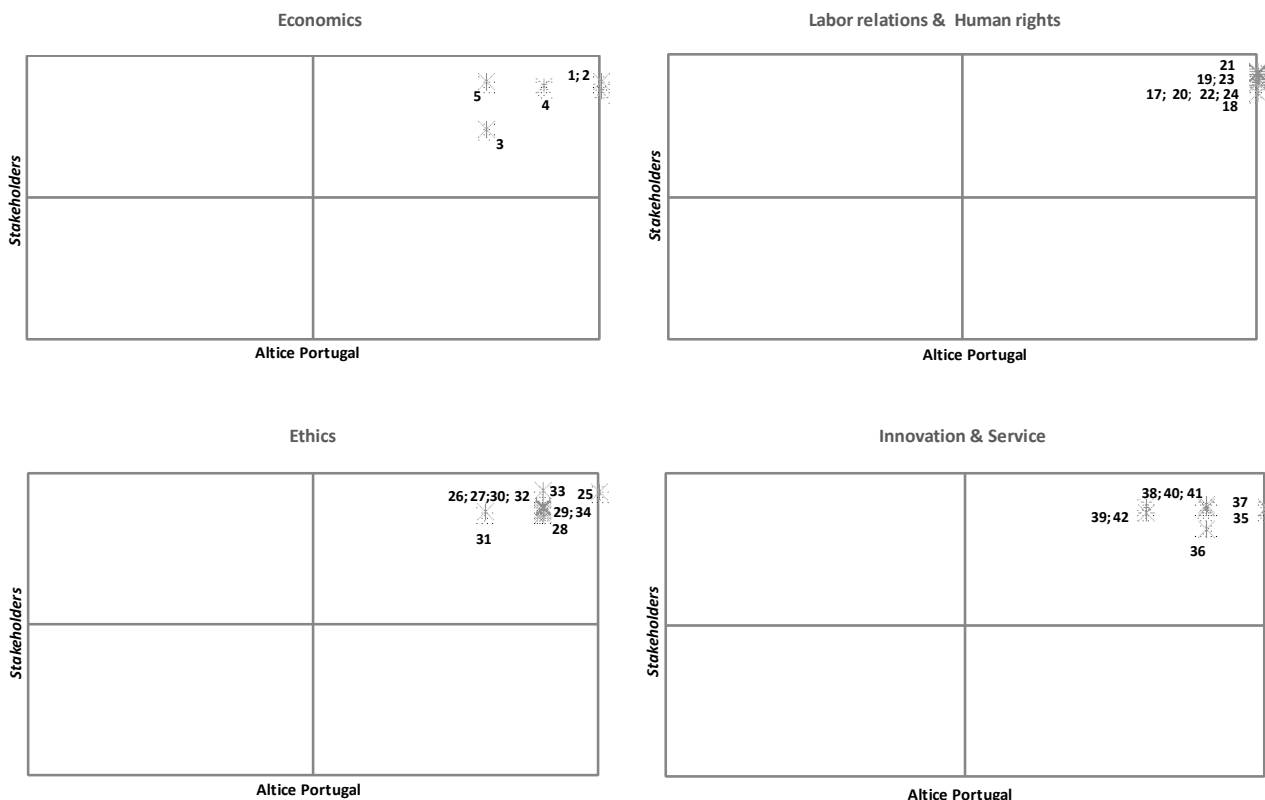 Economics
1; 2
5
4
3
Stakeholders
Altice Portugal
Labor relations & Human rights
21
19; 23
17; 20; 22; 24
18
Stakeholders
Altice Portugal
Ethics
26; 27;30; 32
33
25
29; 34
28
31
Stakeholders
Altice Portugal
Innovation & Service
38; 40; 41
37
39; 42
35
36
Stakeholders
Altice Portugal